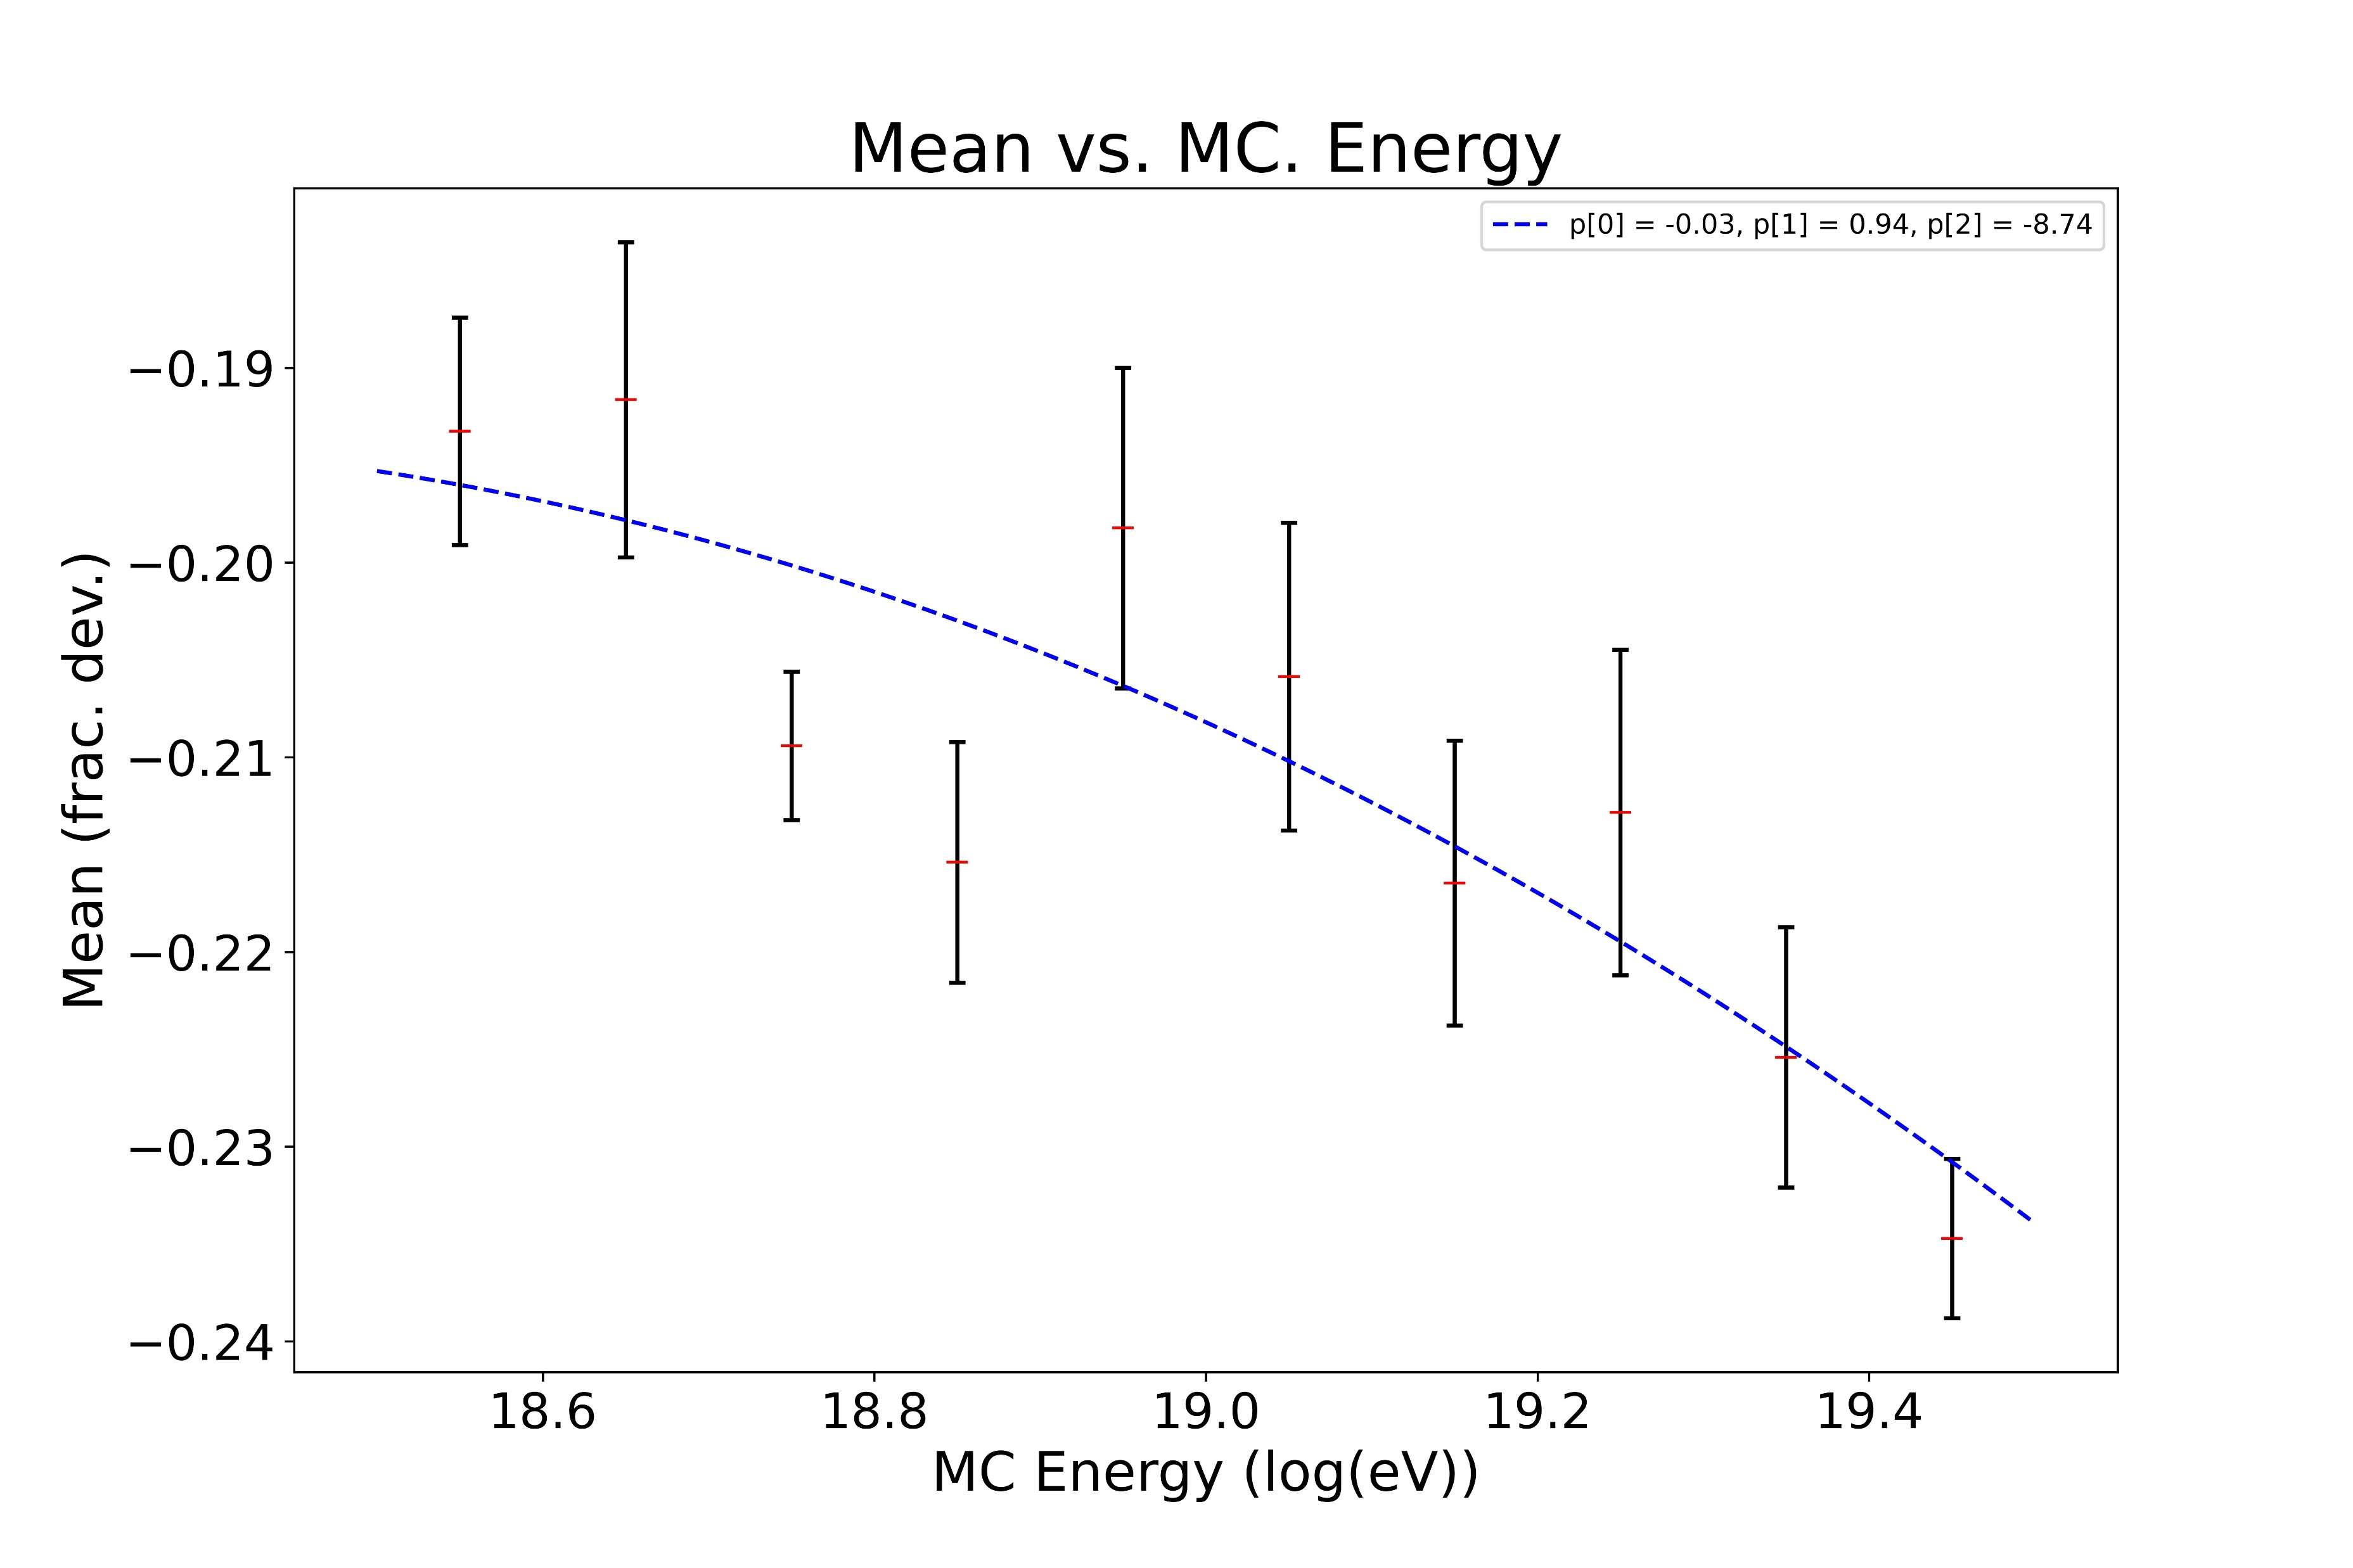 Mean vs. MC. Energy
p[0] = -0.03, p[1] = 0.94, p[2] = -8.74
Mean (frac. dev.)
−0.19
−0.20
−0.21
−0.22
−0.23
−0.24
18.6 18.8 19.0 19.2 19.4
MC Energy (log(eV))